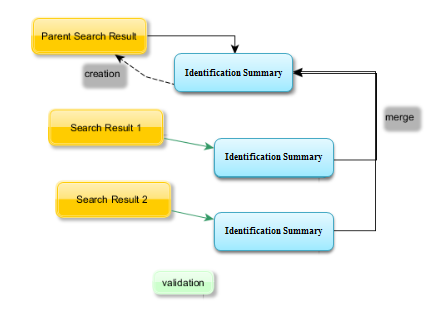 Parent Search Result
Identification Summary
creation
merge
Search Result 1
Identification Summary
Search Result 2
Identification Summary
validation